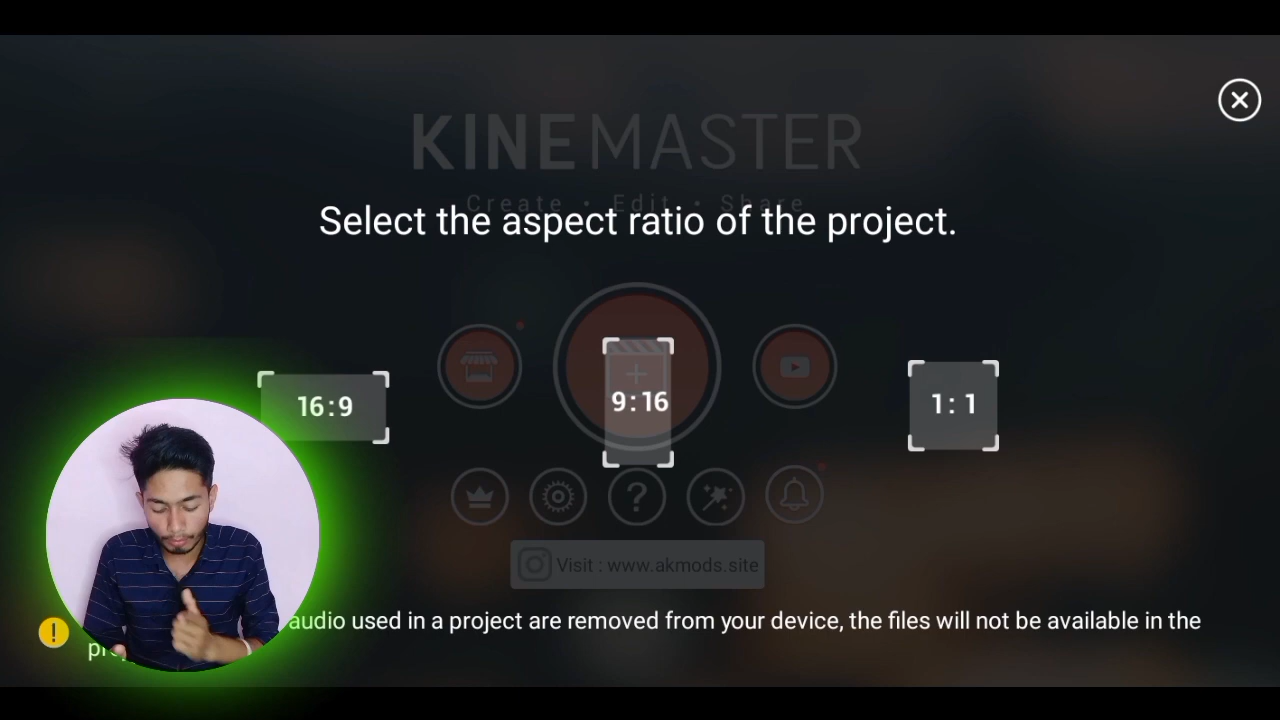 KINEMASTER
Create • Edit • Share
Select the aspect ratio of the project.
16:9
9:16
1:1
?
Visit : www.akmods.site
! audio used in a project are removed from your device, the files will not be available in the